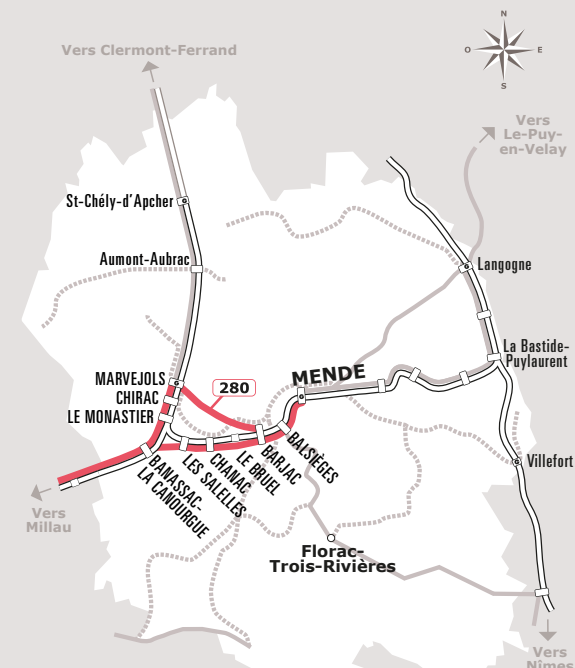 N
O
E
S
Vers Clermont-Ferrand
Vers
Le-Puy-
en-Velay
St-Chély-d'Apcher
Aumont-Aubrac
Langogne
La Bastide-
Puylaurent
MARVEJOLS
CHIRAC
LE MONASTIER
280
MENDE
BALSIÈGES
BARJAC
LE BRUEL
CHANAC
LES SALELLES
BANASSAC-
LA CANOURGUE
Villefort
Vers
Millau
Florac-
Trois-Rivières
Vers
Nîmes